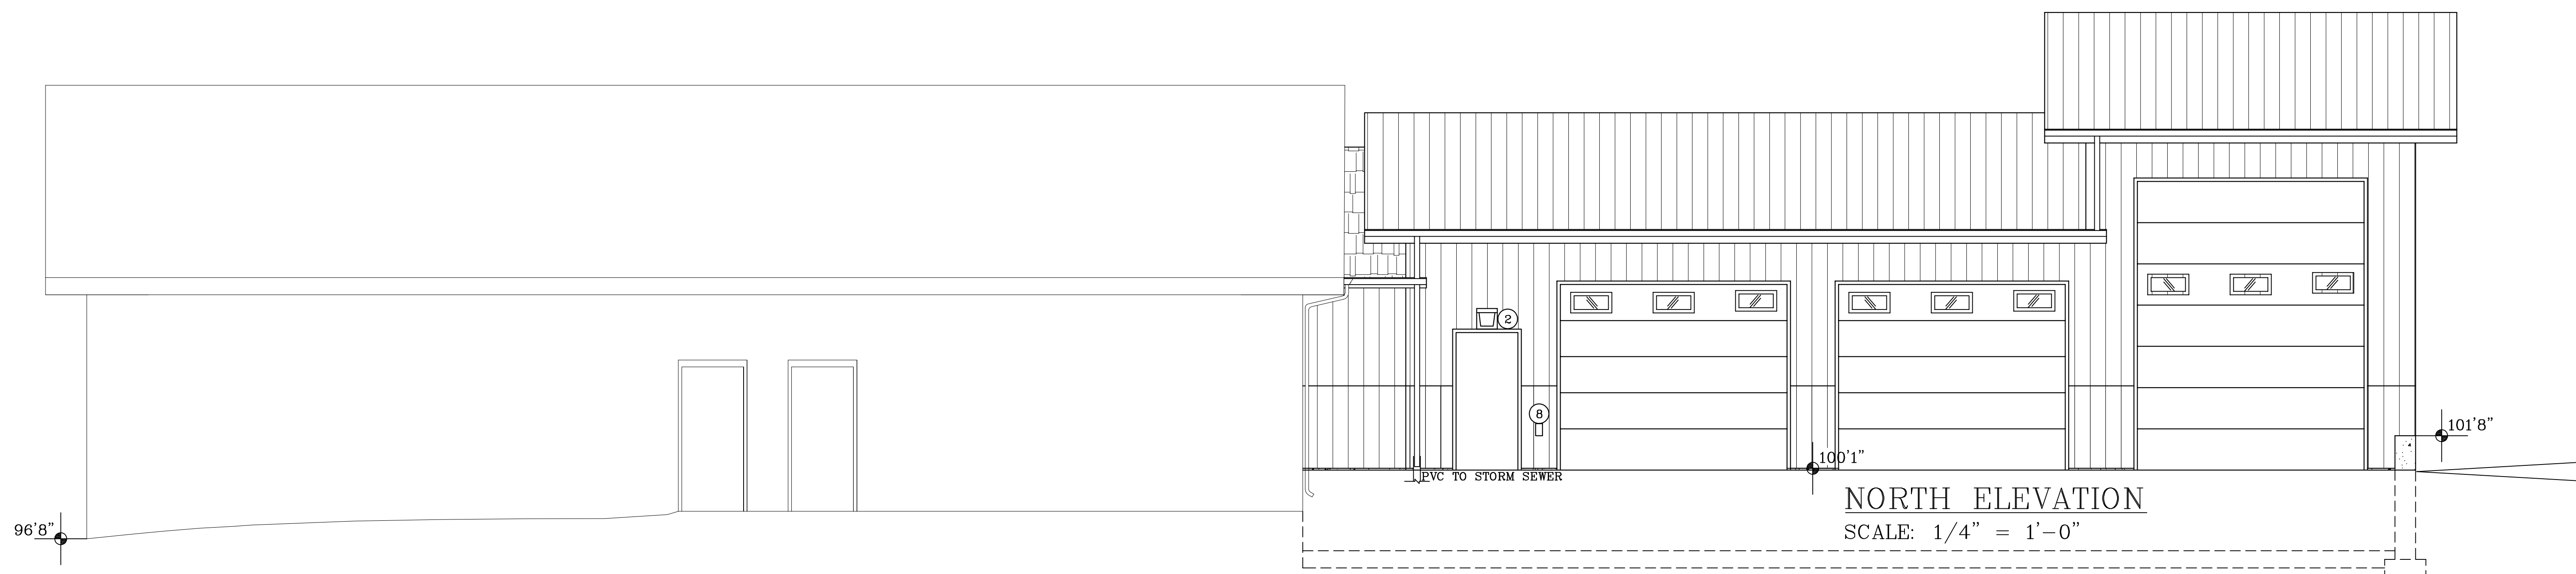 2
8
101'8"
100'1"
PVC TO STORM SEWER
NORTH ELEVATION
SCALE: 1/4" = 1'-0"
96'8"